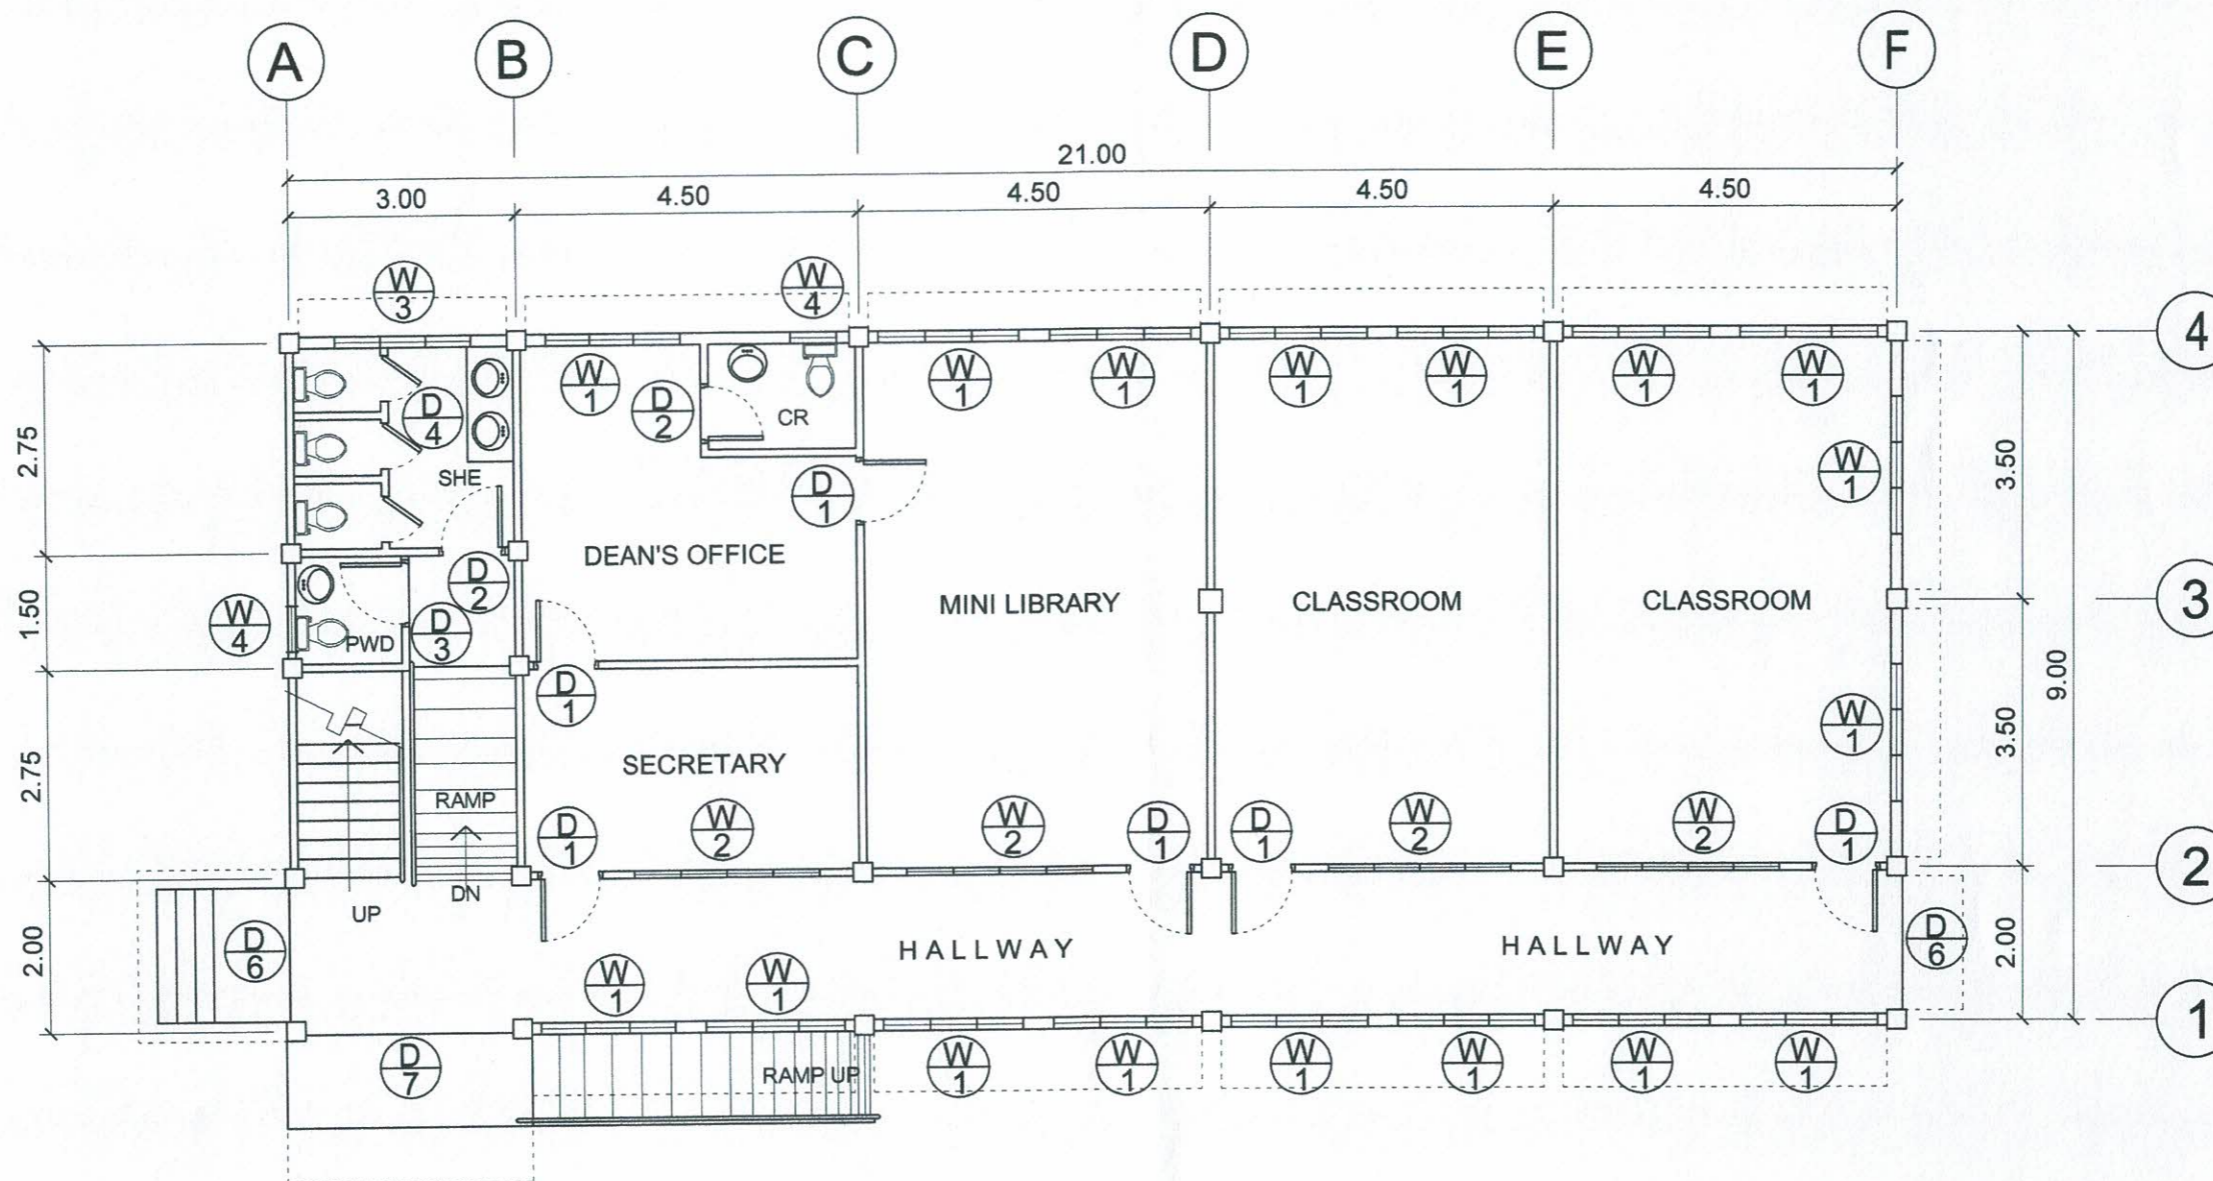 A B C D E F
21.00
3.00 4.50 4.50 4.50 4.50
W 3
W 4
4
W 1
W 1
W 1
W 1
W 1
W 1
W 1
D 4
D 2
CR
2.75
SHE
D 1
W 1
3.50
DEAN'S OFFICE
D 2
1.50
W 4
PWD
D 3
MINI LIBRARY
CLASSROOM
CLASSROOM
3
9.00
D 1
W 1
3.50
2.75
SECRETARY
RAMP
D 1
W 2
W 2
D 1
D 1
W 2
W 2
D 1
2
UP
DN
2.00
D 6
HALLWAY
HALLWAY
D 6
2.00
W 1
W 1
1
D 7
RAMP UP
W 1
W 1
W 1
W 1
W 1
W 1